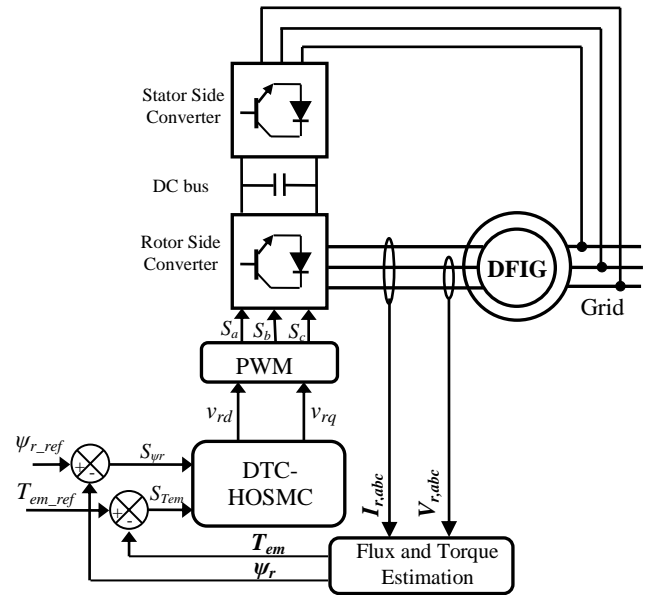 Stator Side
Converter
DC bus
Rotor Side
Converter
DFIG
Grid
S_a S_b S_c
PWM
v_rd v_rq
ψ_r_ref
+ -
S_ψr
DTC-
HOSMC
T_em_ref
+ -
S_Tem
I_r,abc
V_r,abc
T_em
ψ_r
Flux and Torque
Estimation